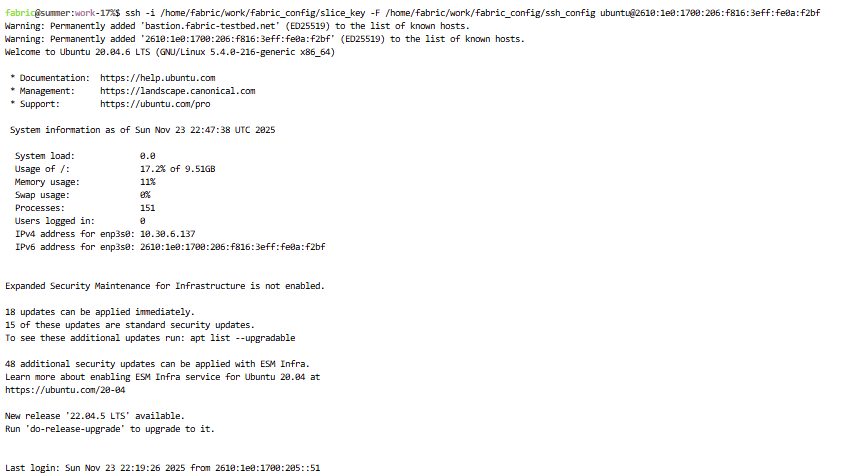 fabric@summer:work-17%$ ssh -i /home/fabric/work/fabric_config/slice_key -F /home/fabric/work/fabric_config/ssh_config ubuntu@2610:1e0:1700:206:f816:3eff:fe0a:f2bf
Warning: Permanently added 'bastion.fabric-testbed.net' (ED25519) to the list of known hosts.
Warning: Permanently added '2610:1e0:1700:206:f816:3eff:fe0a:f2bf' (ED25519) to the list of known hosts.
Welcome to Ubuntu 20.04.6 LTS (GNU/Linux 5.4.0-216-generic x86_64)
* Documentation: https://help.ubuntu.com
* Management: https://landscape.canonical.com
* Support: https://ubuntu.com/pro
System information as of Sun Nov 23 22:47:38 UTC 2025
System load: 0.0
Usage of /: 17.2% of 9.51GB
Memory usage: 11%
Swap usage: 0%
Processes: 151
Users logged in: 0
IPv4 address for enp3s0: 10.30.6.137
IPv6 address for enp3s0: 2610:1e0:1700:206:f816:3eff:fe0a:f2bf
Expanded Security Maintenance for Infrastructure is not enabled.
18 updates can be applied immediately.
15 of these updates are standard security updates.
To see these additional updates run: apt list --upgradable
48 additional security updates can be applied with ESM Infra.
Learn more about enabling ESM Infra service for Ubuntu 20.04 at
https://ubuntu.com/20-04
New release '22.04.5 LTS' available.
Run 'do-release-upgrade' to upgrade to it.
Last login: Sun Nov 23 22:19:26 2025 from 2610:1e0:1700:205::51